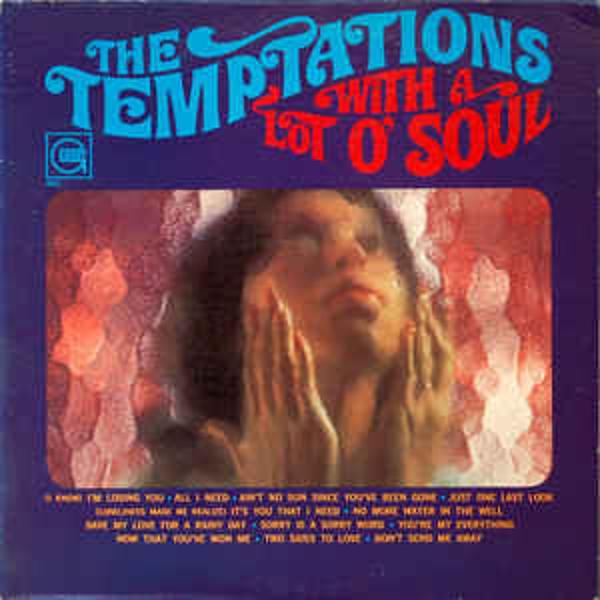 THE
TEMPTATIONS
WITH A
LOT O' SOUL
(I KNOW) I'M LOSING YOU • ALL I NEED • AIN'T NO SUN SINCE YOU'VE BEEN GONE • JUST ONE LAST LOOK
(LONELINESS MADE ME REALIZE) IT'S YOU THAT I NEED • NO MORE WATER IN THE WELL
SAVE MY LOVE FOR A RAINY DAY • SORRY IS A SORRY WORD • YOU'RE MY EVERYTHING
NOW THAT YOU'VE WON ME • TWO SIDES TO LOVE • DON'T SEND ME AWAY